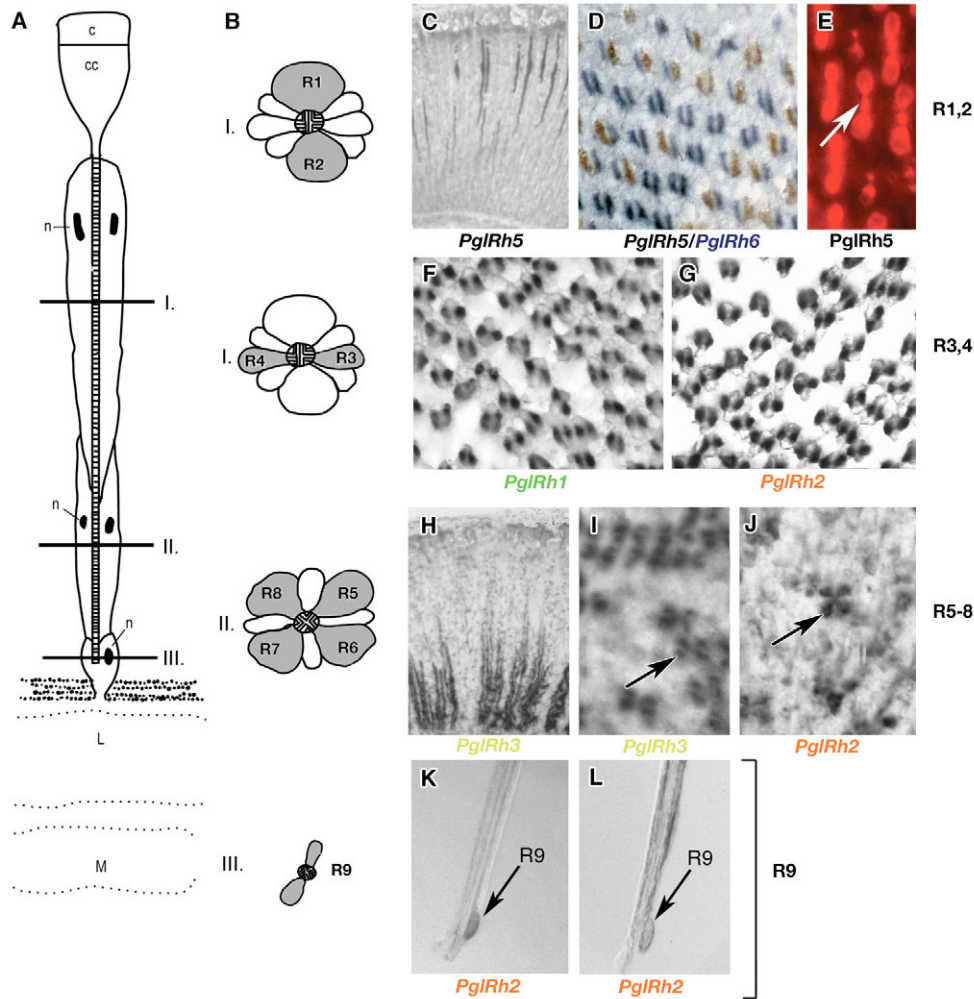 A
c
cc
n
I.
n
II.
n
III.
L
M
B
I.
R1
R2
I.
R4
R3
II.
R8
R5
R7
R6
III.
R9
C
PglRh5
D
PglRh5/PglRh6
E
PglRh5
R1,2
F
PglRh1
G
PglRh2
R3,4
H
PglRh3
I
PglRh3
J
PglRh2
R5-8
K
R9
PglRh2
L
R9
PglRh2
R9